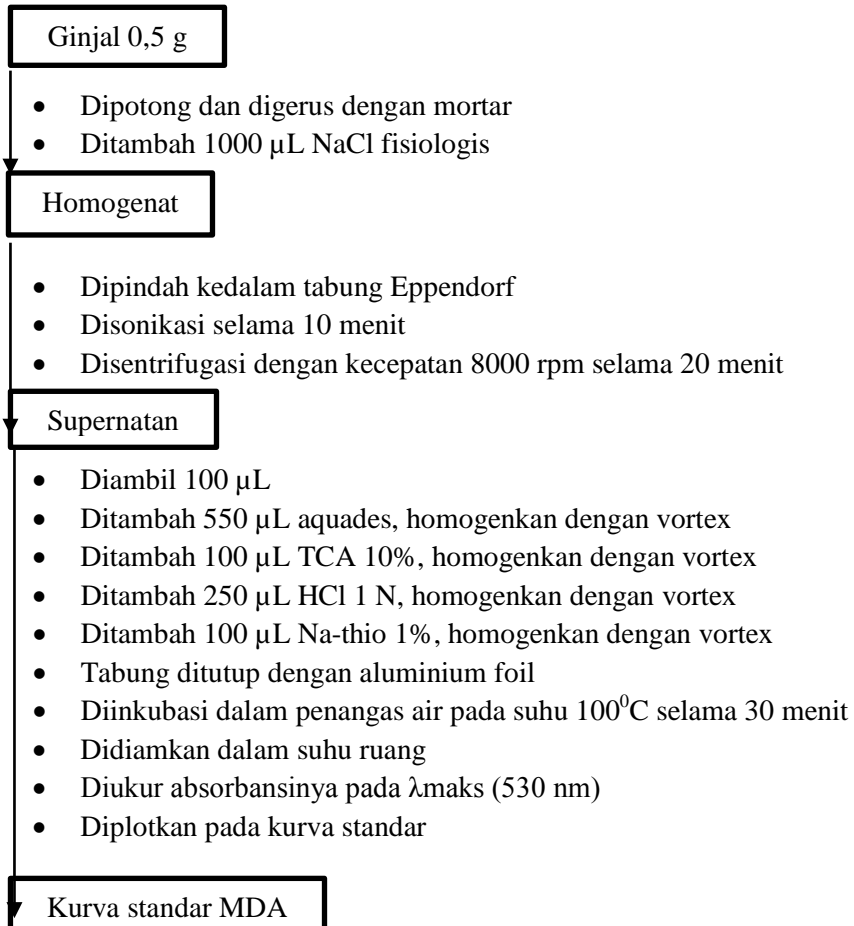 Ginjal 0,5 g
• Dipotong dan digerus dengan mortar
• Ditambah 1000 µL NaCl fisiologis
Homogenat
• Dipindah kedalam tabung Eppendorf
• Disonikasi selama 10 menit
• Disentrifugasi dengan kecepatan 8000 rpm selama 20 menit
Supernatan
• Diambil 100 µL
• Ditambah 550 µL aquades, homogenkan dengan vortex
• Ditambah 100 µL TCA 10%, homogenkan dengan vortex
• Ditambah 250 µL HCl 1 N, homogenkan dengan vortex
• Ditambah 100 µL Na-thio 1%, homogenkan dengan vortex
• Tabung ditutup dengan aluminium foil
• Diinkubasi dalam penangas air pada suhu 100⁰C selama 30 menit
• Didiamkan dalam suhu ruang
• Diukur absorbansinya pada λmaks (530 nm)
• Diplotkan pada kurva standar
Kurva standar MDA